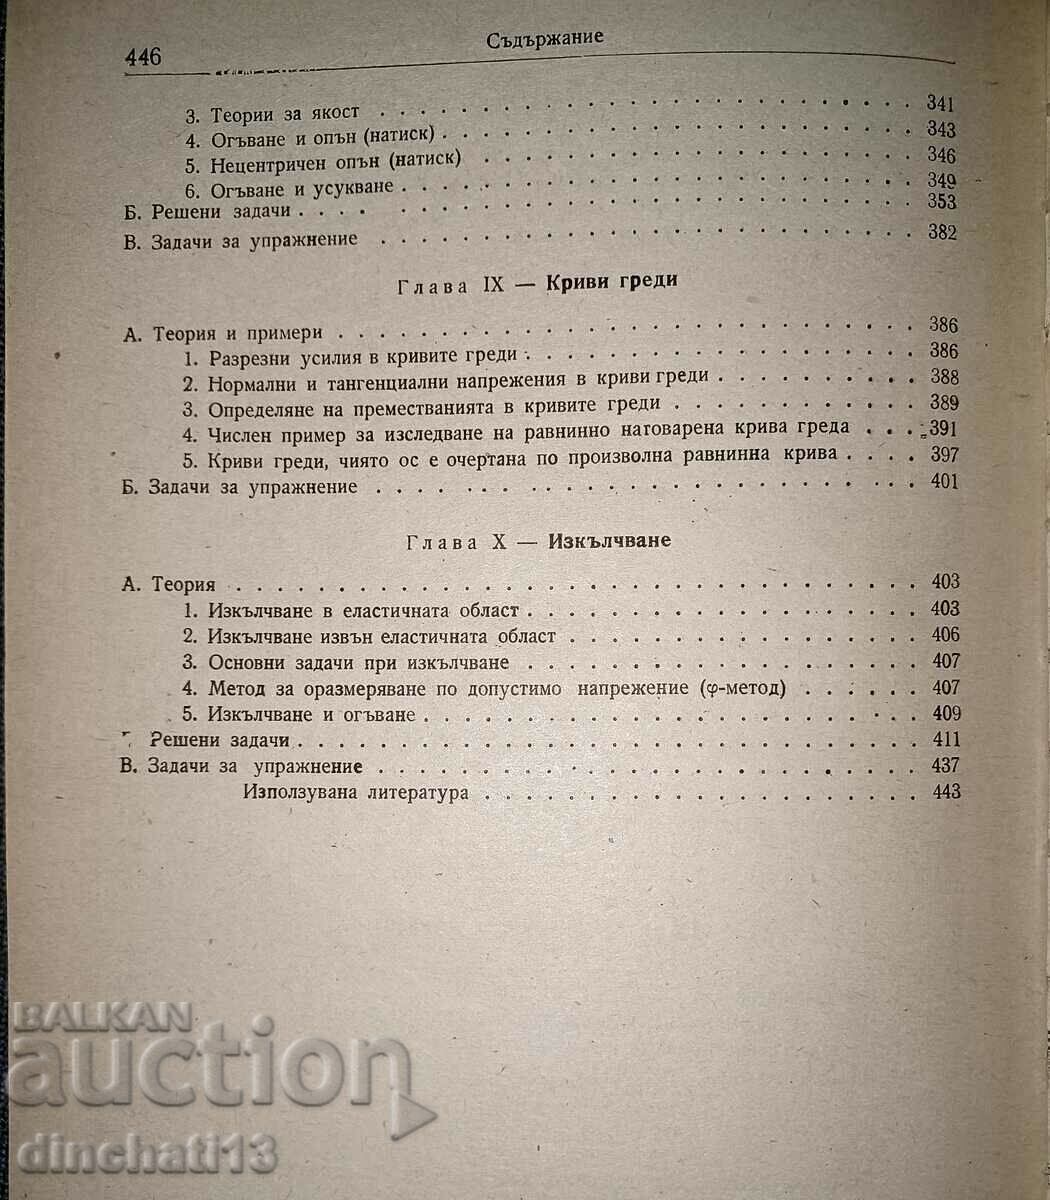 446
Съдържание
3. Теории за якост . . . . . . . . . . 341
4. Огъване и опън (натиск) . . . . . . . . . . 343
5. Нецентричен опън (натиск) . . . . . . . . . . 346
6. Огъване и усукване . . . . . . . . . . 349
Б. Решени задачи . . . . . . . . . . 353
В. Задачи за упражнение . . . . . . . . . . 382
Глава IX — Криви греди
А. Теория и примери . . . . . . . . . . 386
1. Разрезни усилия в кривите греди . . . . . . . . . . 386
2. Нормални и тангенциални напрежения в криви греди . . . . . . . . 388
3. Определяне на преместванията в кривите греди . . . . . . . . . . 389
4. Числен пример за изследване на равнинно натоварена крива греда . . . . 391
5. Криви греди, чиято ос е очертана по произволна равнинна крива . . . . 397
Б. Задачи за упражнение . . . . . . . . . . 401
Глава X — Изкълчване
А. Теория . . . . . . . . . . 403
1. Изкълчване в еластичната област . . . . . . . . . . 403
2. Изкълчване извън еластичната област . . . . . . . . . . 406
3. Основни задачи при изкълчване . . . . . . . . . . 407
4. Метод за оразмеряване по допустимо напрежение (φ-метод) . . . . . . 407
5. Изкълчване и огъване . . . . . . . . . . 409
Решени задачи . . . . . . . . . . 411
В. Задачи за упражнение . . . . . . . . . . 437
Използувана литература . . . . . . . . . . 443
BALKAN
auction
dinchati13